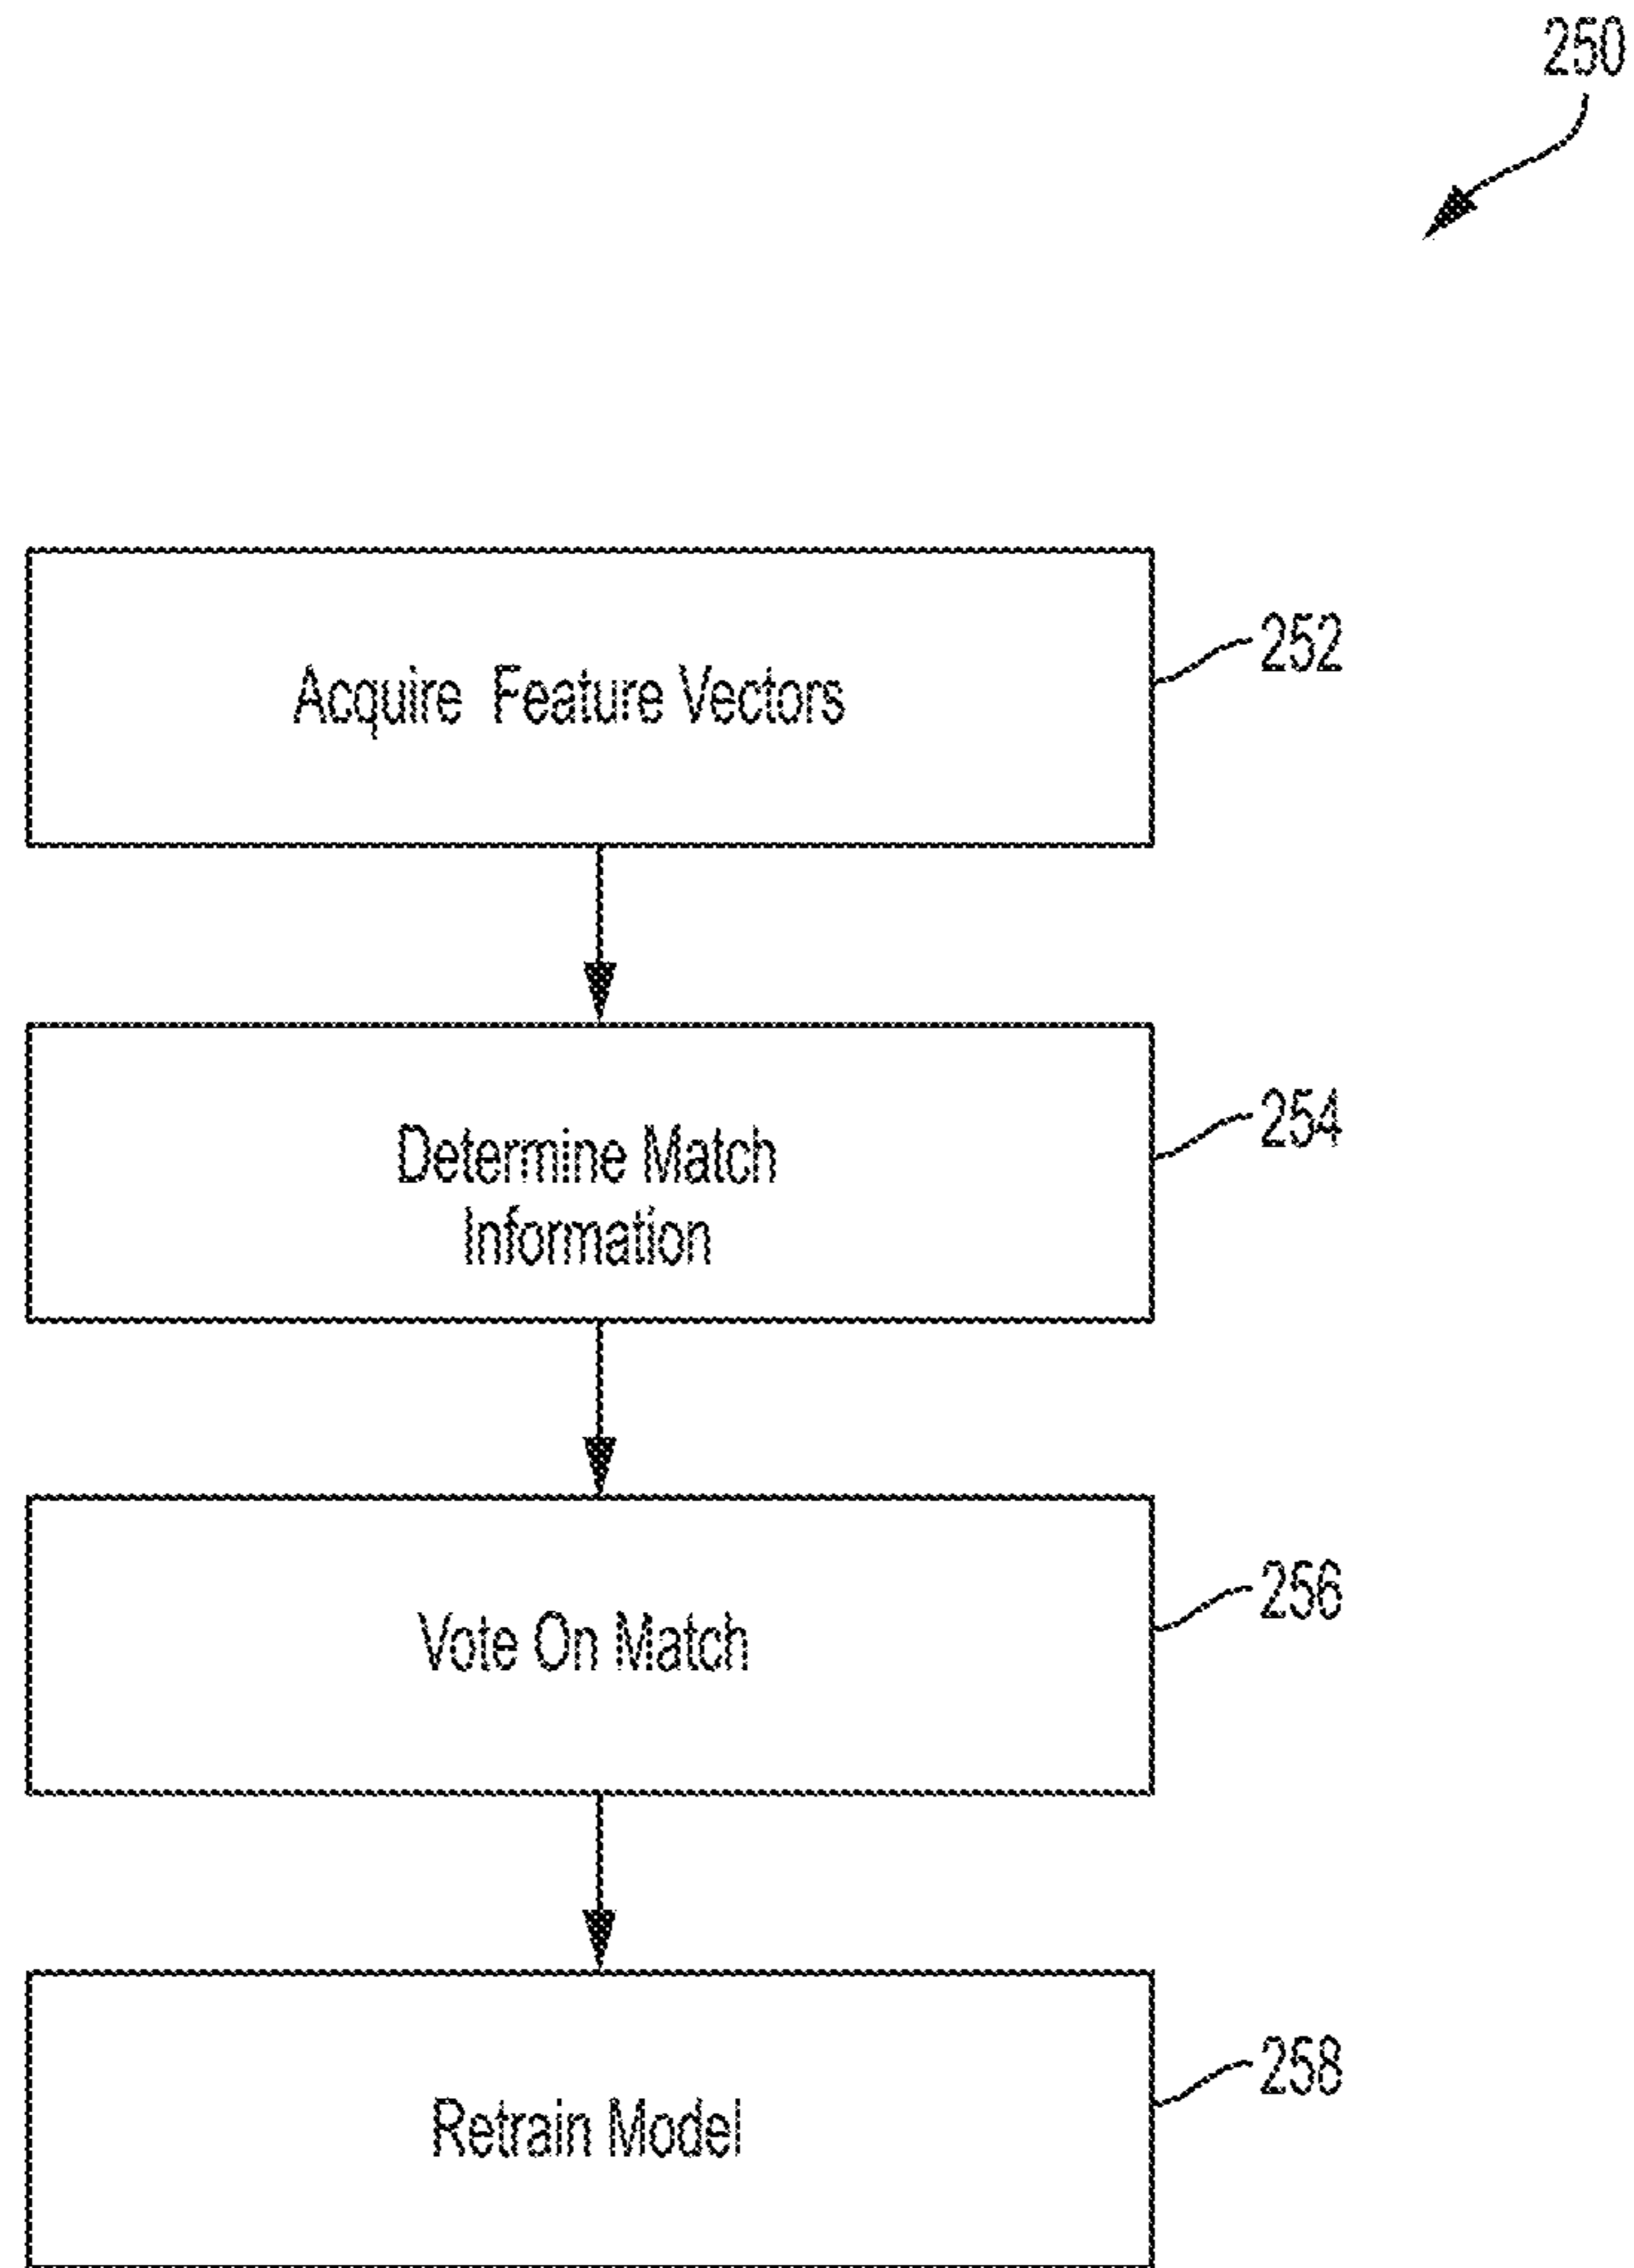 250
Acquire Feature Vectors
252
Determine Match
Information
254
Vote On Match
256
Retrain Model
258